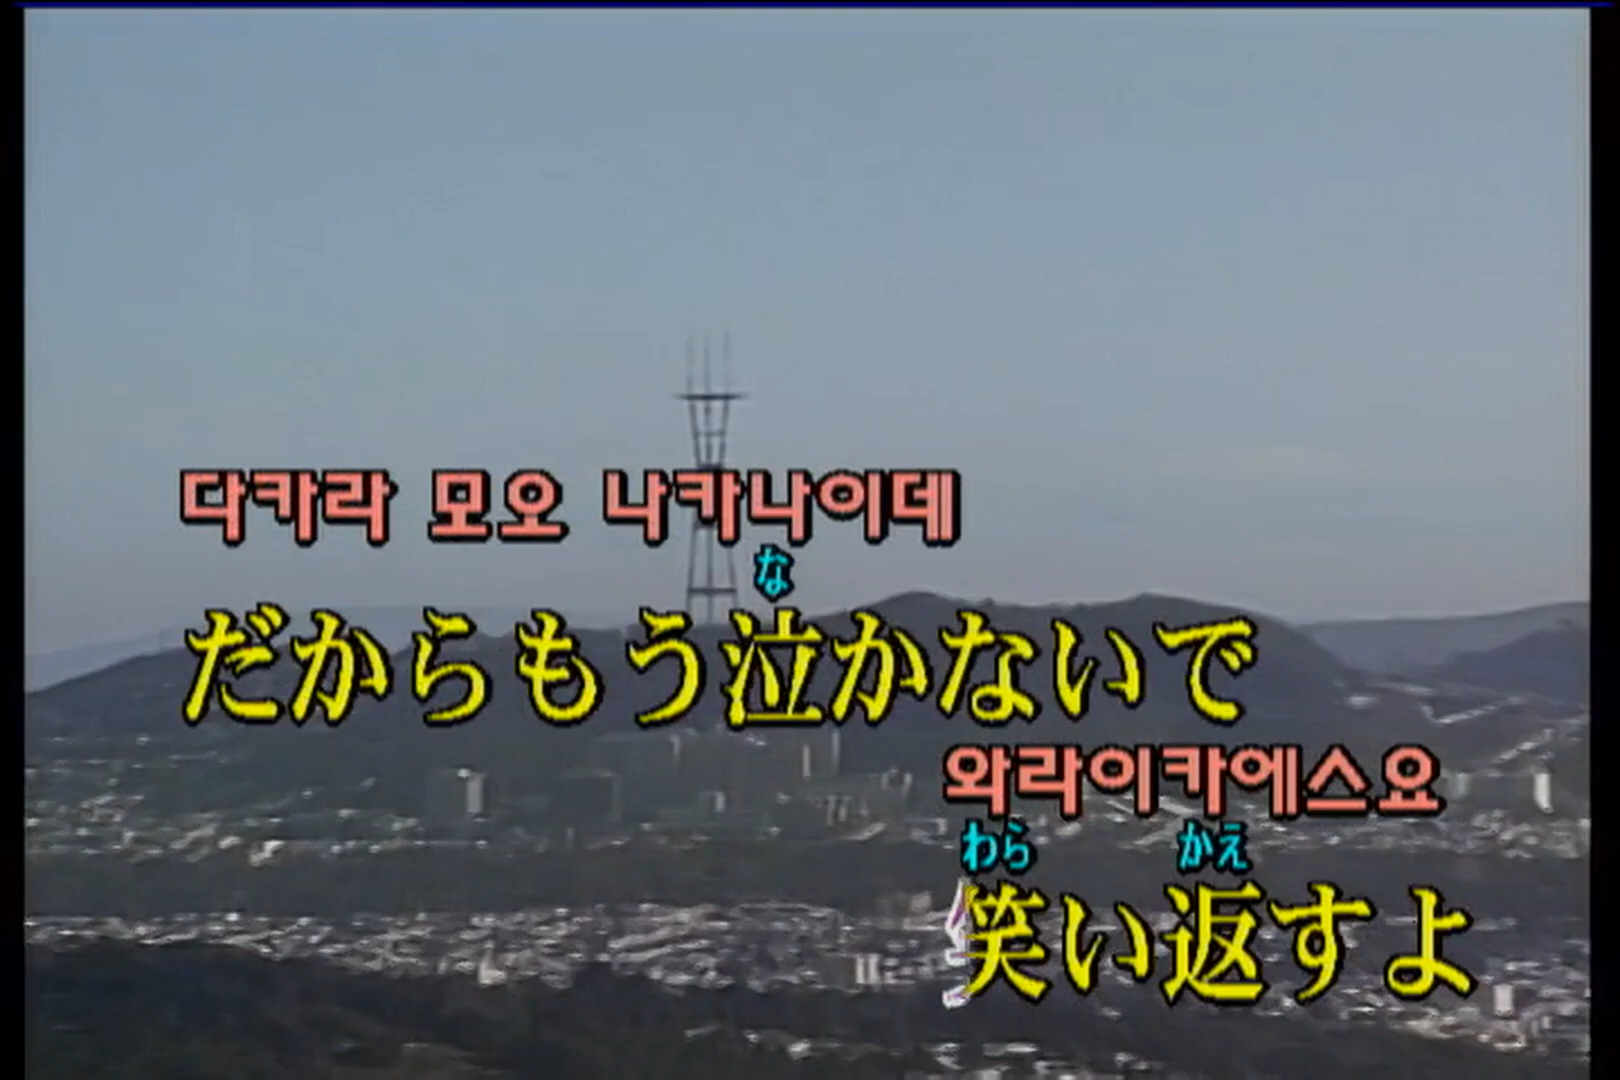 다카라 모오 나카나이데
な
だからもう泣かないで
와라이카에스요
わら かえ
笑い返すよ